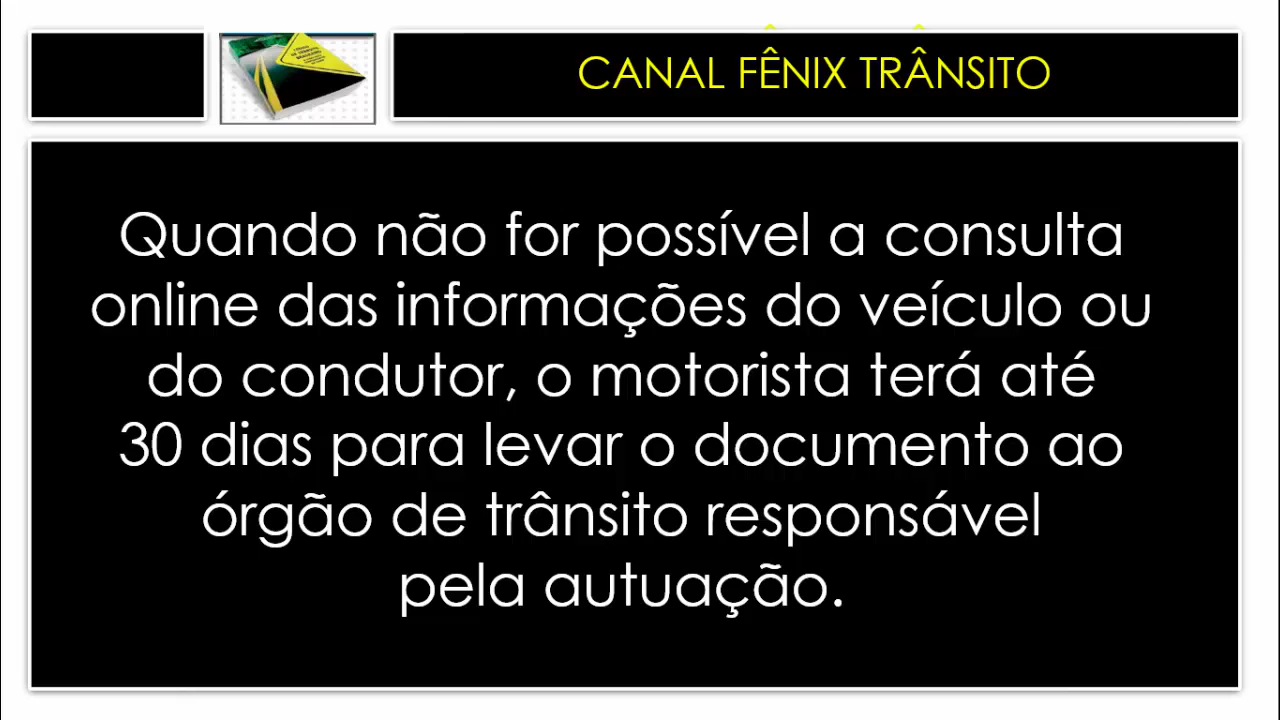 CANAL FÊNIX TRÂNSITO
Quando não for possível a consulta
online das informações do veículo ou
do condutor, o motorista terá até
30 dias para levar o documento ao
órgão de trânsito responsável
pela autuação.